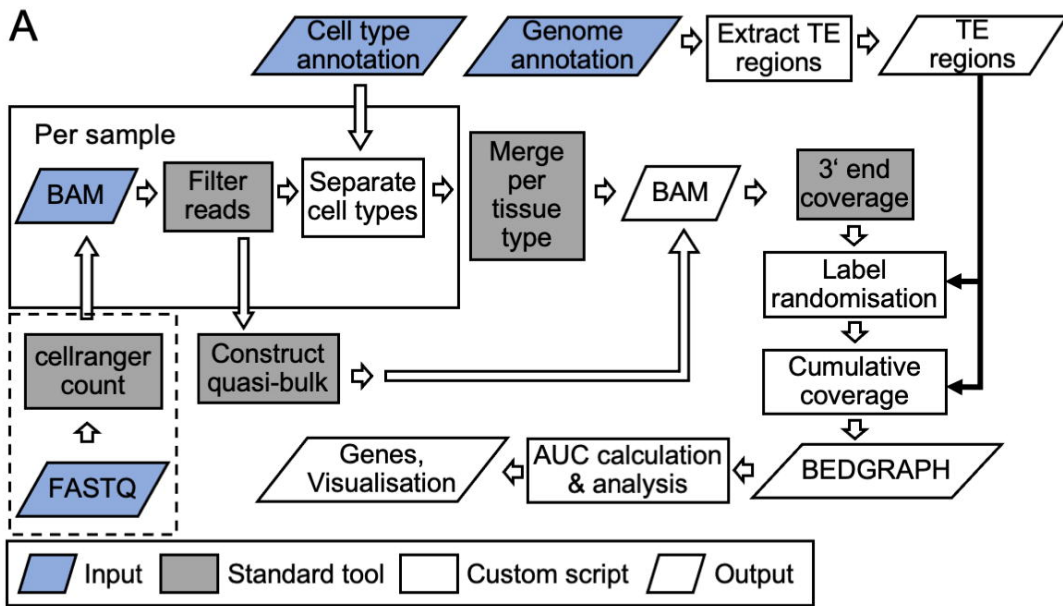 A
Cell type
annotation
Genome
annotation
Extract TE
regions
TE
regions
Per sample
BAM
Filter
reads
Separate
cell types
Merge
per
tissue
type
BAM
3‘ end
coverage
Label
randomisation
cellranger
count
Construct
quasi-bulk
Cumulative
coverage
FASTQ
Genes,
Visualisation
AUC calculation
& analysis
BEDGRAPH
Input
Standard tool
Custom script
Output